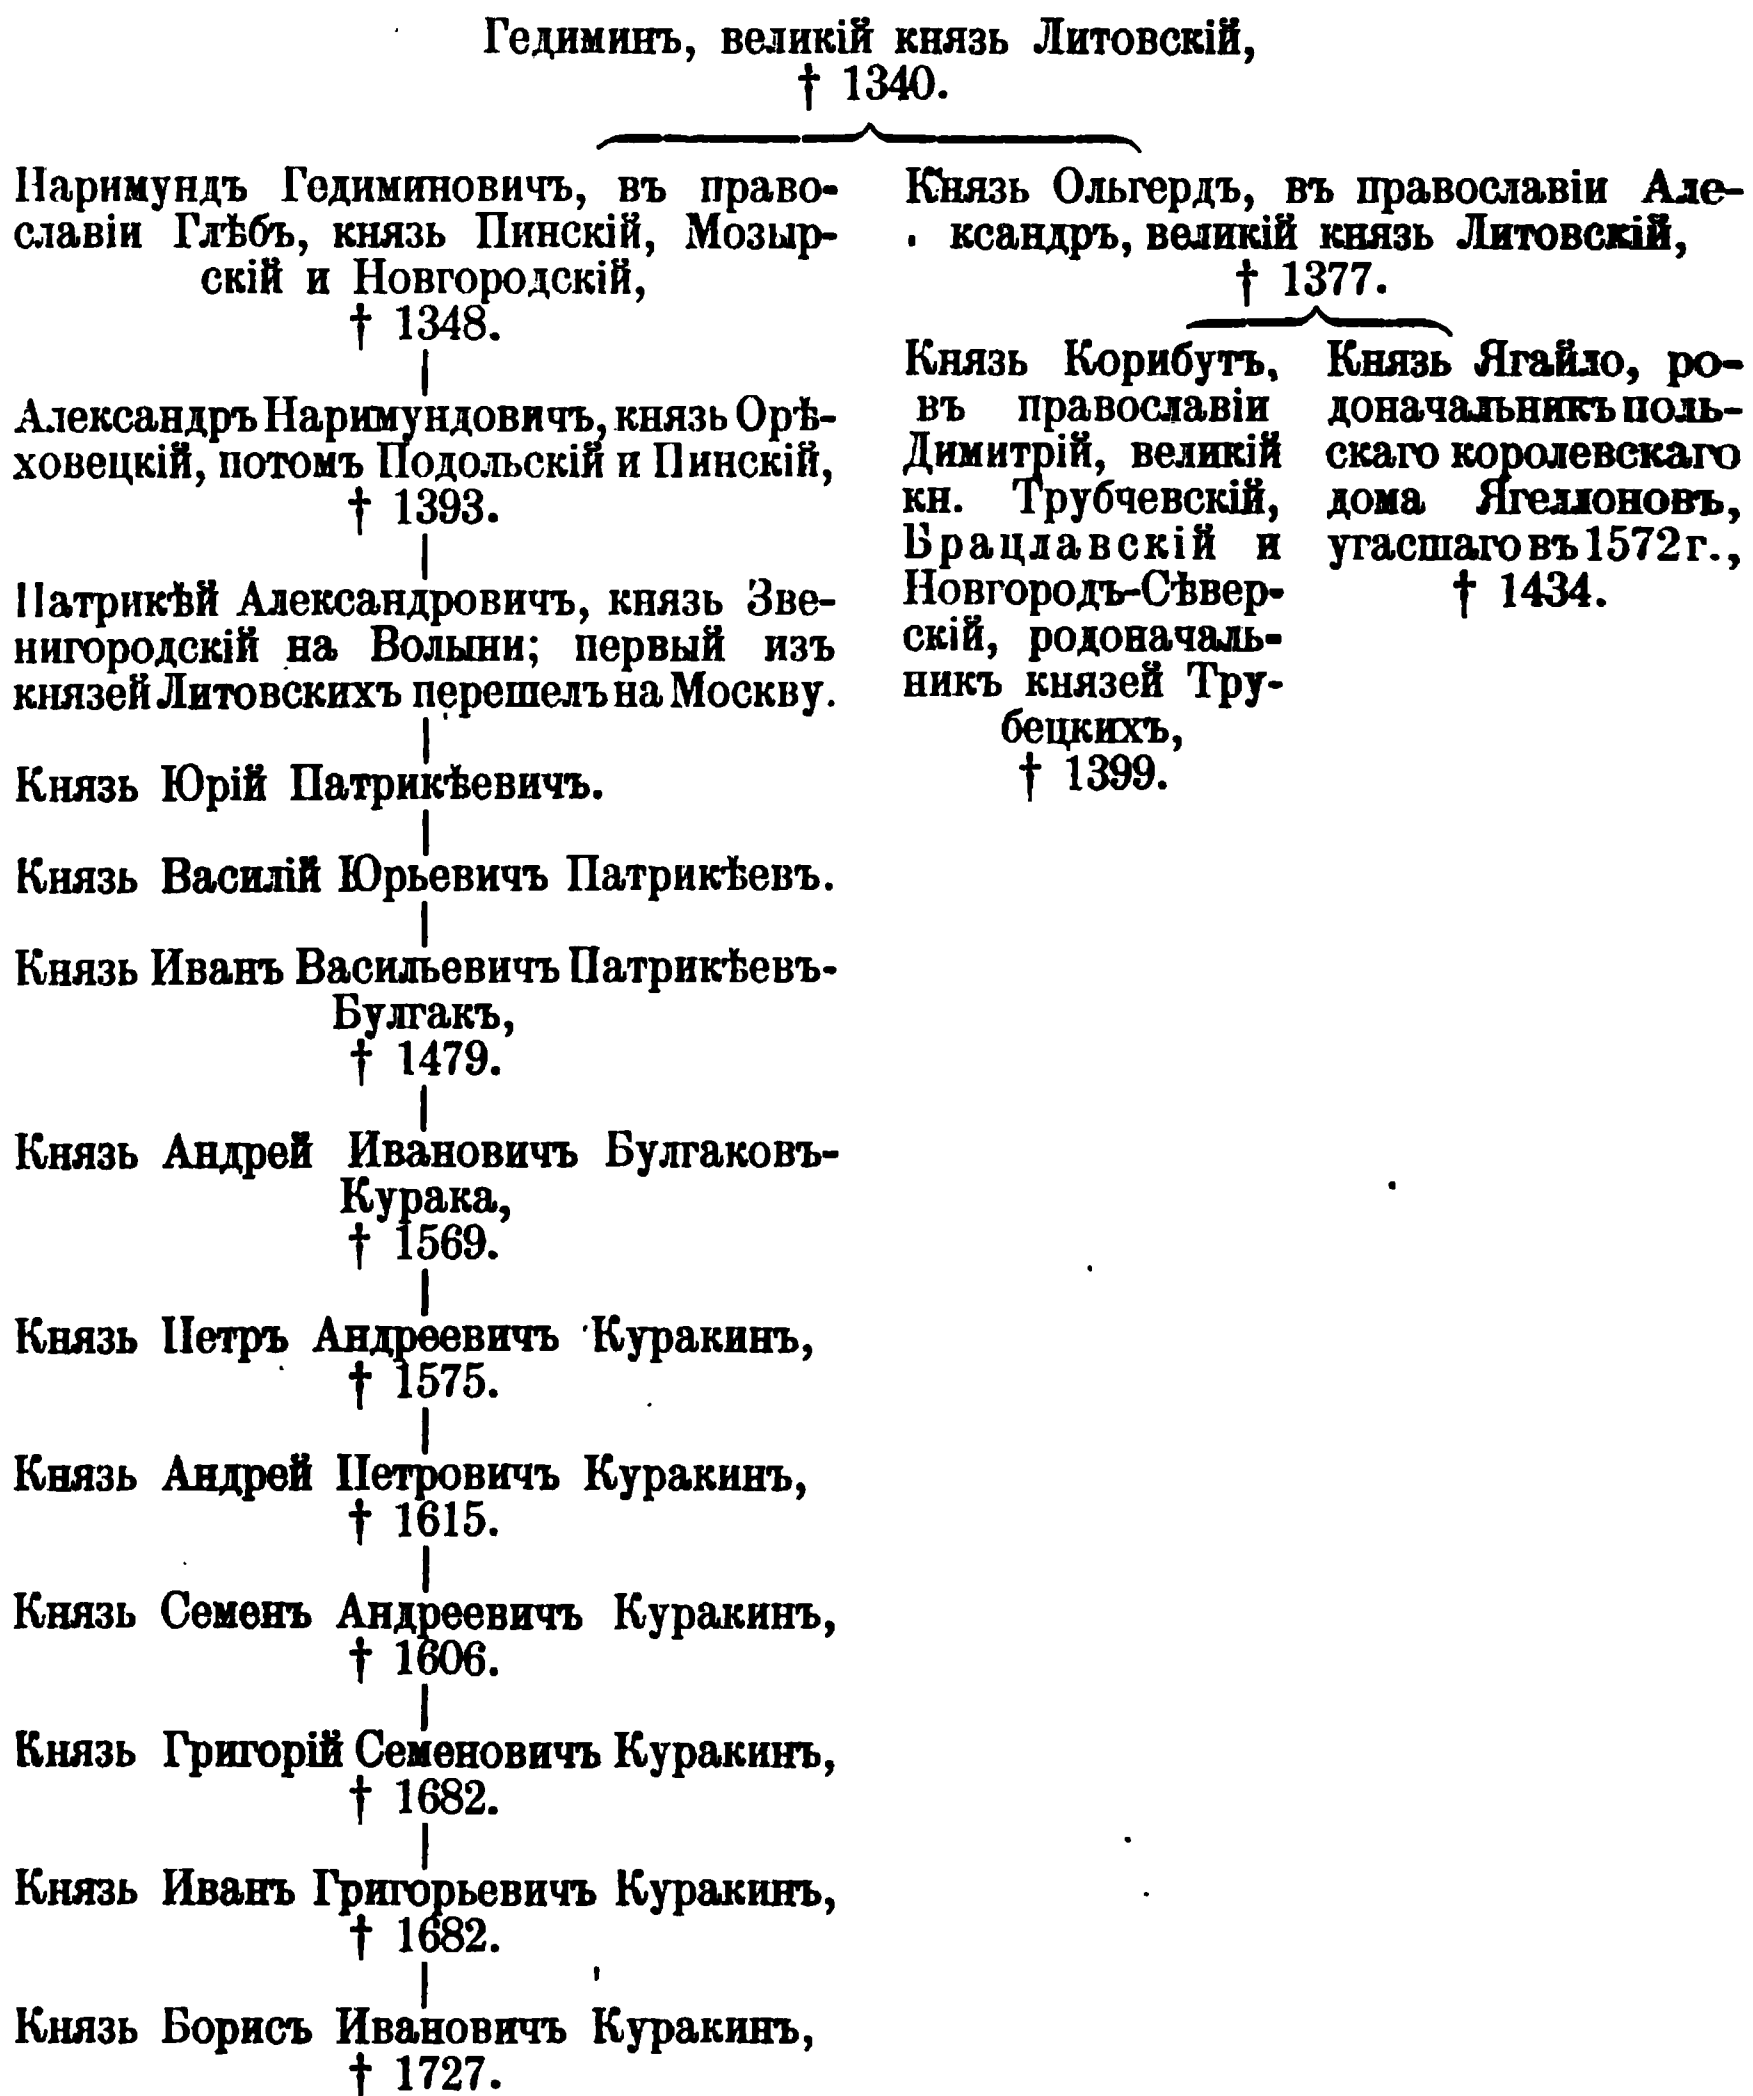 Гедиминъ, великій князь Литовскій,
† 1340.
Наримундъ Гедиминовичъ, въ право-
славіи Глѣбъ, князь Пинскій, Мозыр-
скій и Новгородскій,
† 1348.
Александръ Наримундовичъ, князь Орѣ-
ховецкій, потомъ Подольскій и Пинскій,
† 1393.
Патрикѣй Александровичъ, князь Зве-
нигородскій на Волыни; первый изъ
князей Литовскихъ перешелъ на Москву.
Князь Юрій Патрикѣевичъ.
Князь Василій Юрьевичъ Патрикѣевъ.
Князь Иванъ Васильевичъ Патрикѣевъ-
Булгакъ,
† 1479.
Князь Андрей Ивановичъ Булгаковъ-
Курака,
† 1569.
Князь Петръ Андреевичъ Куракинъ,
† 1575.
Князь Андрей Петровичъ Куракинъ,
† 1615.
Князь Семенъ Андреевичъ Куракинъ,
† 1606.
Князь Григорій Семеновичъ Куракинъ,
† 1682.
Князь Иванъ Григорьевичъ Куракинъ,
† 1682.
Князь Борисъ Ивановичъ Куракинъ,
† 1727.
Князь Ольгердъ, въ православіи Але-
ксандръ, великій князь Литовскій,
† 1377.
Князь Корибутъ,
въ православіи
Димитрій, великій
кн. Трубчевскій,
Брацлавскій и
Новгородъ-Сѣвер-
скій, родоначаль-
никъ князей Тру-
бецкихъ,
† 1399.
Князь Ягайло, ро-
доначальникъ поль-
скаго королевскаго
дома Ягеллоновъ,
угасшаго въ 1572 г.,
† 1434.